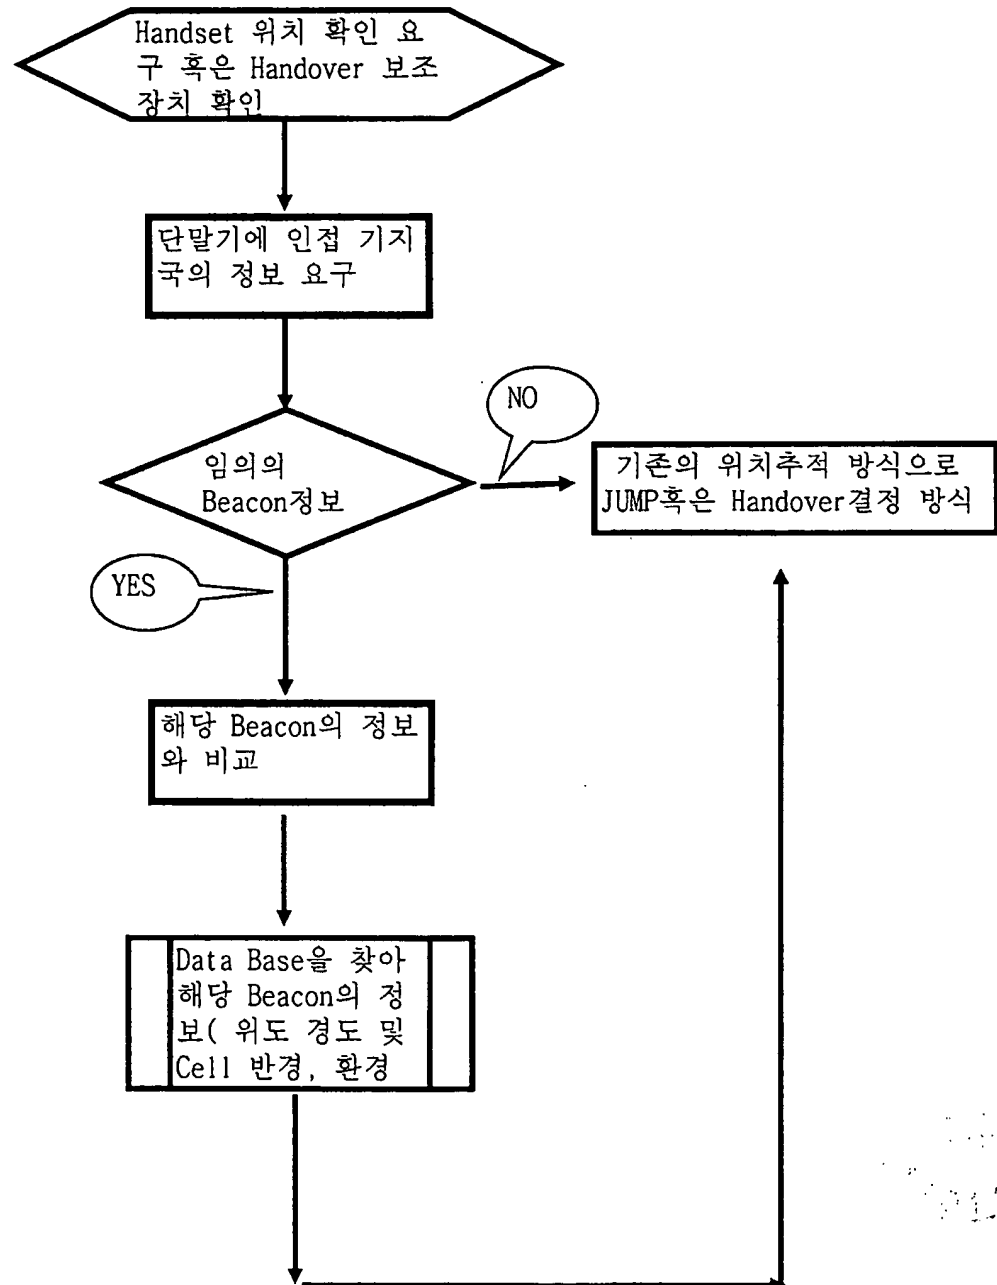 Handset 위치 확인 요
구 혹은 Handover 보조
장치 확인
단말기에 인접 기지
국의 정보 요구
NO
임의의
Beacon정보
기존의 위치추적 방식으로
JUMP혹은 Handover결정 방식
YES
해당 Beacon의 정보
와 비교
Data Base을 찾아
해당 Beacon의 정
보( 위도 경도 및
Cell 반경, 환경